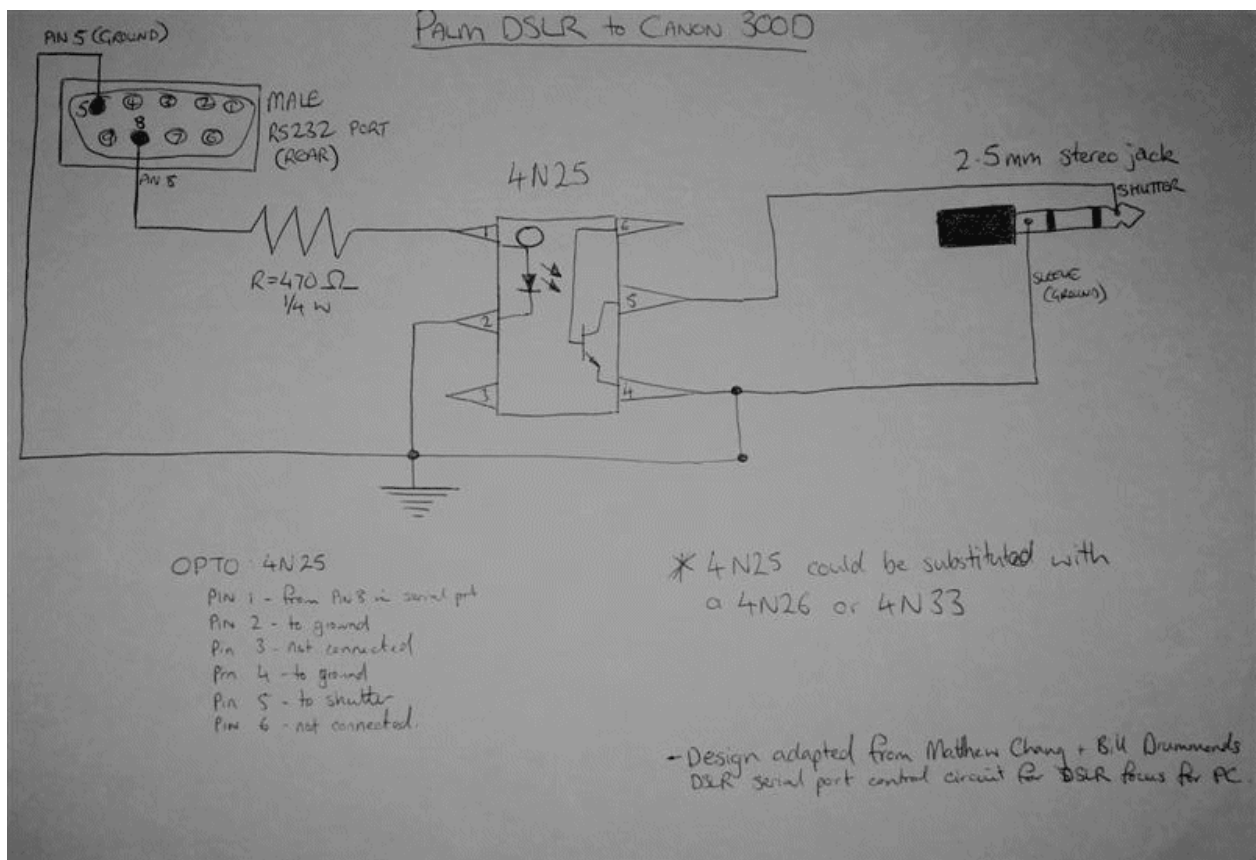 PALM DSLR to CANON 300D
PIN 5 (GROUND)
5 4 3 2 1
9 8 7 6
MALE
RS232 PORT
(REAR)
PIN 8
4N25
R=470Ω
1/4 W
1
2
3
6
5
4
2.5mm stereo jack
SHUTTER
SLEEVE
(GROUND)
OPTO 4N25
PIN 1 - from PIN 8 in serial port
PIN 2 - to ground
Pin 3 - not connected
Pin 4 - to ground
Pin 5 - to shutter
PIN 6 - not connected.
* 4N25 could be substituted with
a 4N26 or 4N33
- Design adapted from Matthew Chang + Bill Drummonds
DSLR serial port control circuit for DSLR focus for PC.